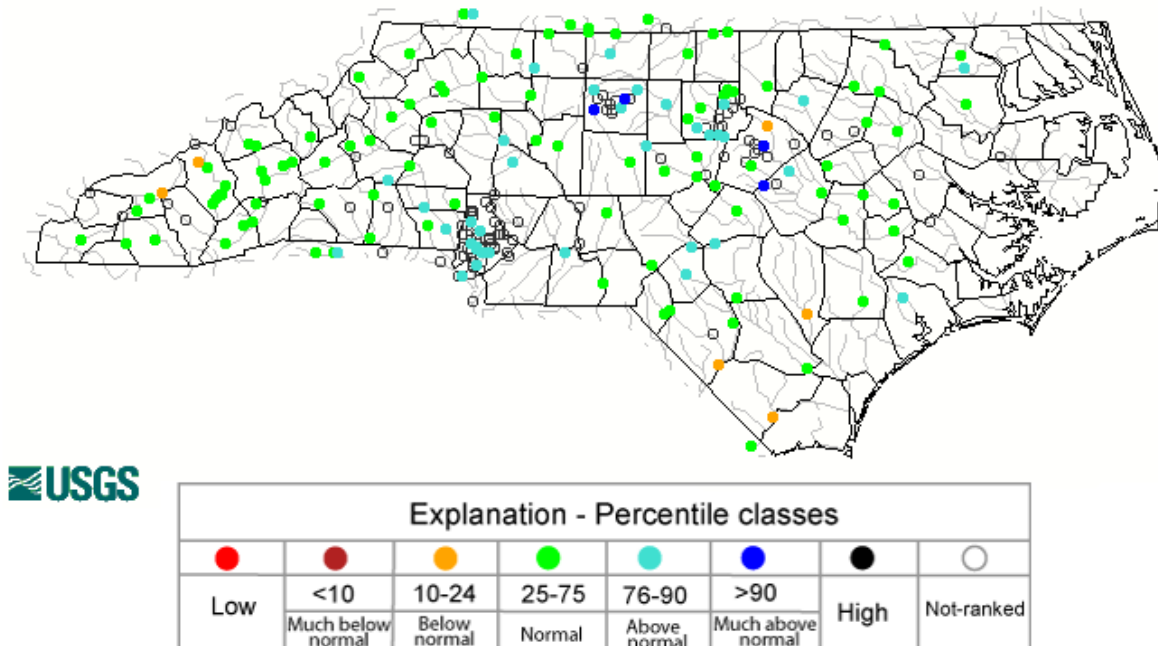 USGS
Explanation - Percentile classes
Low <10 10-24 25-75 76-90 >90 High Not-ranked
Much below normal Below normal Normal Above normal Much above normal